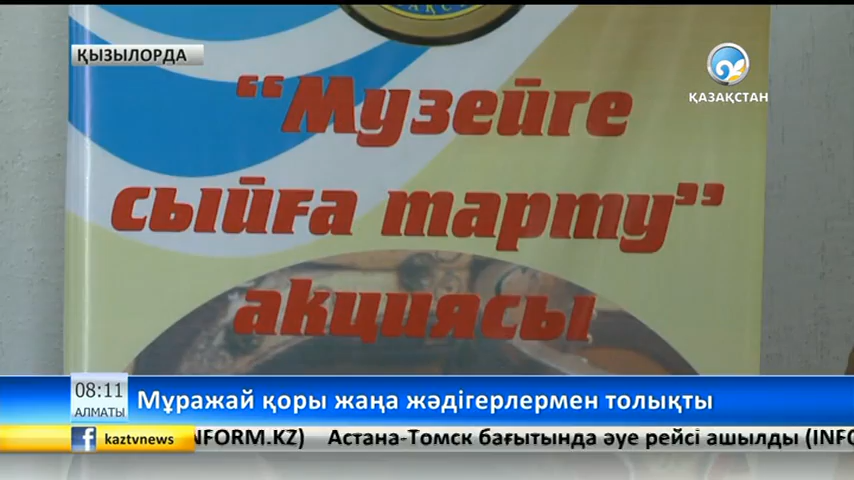 ҚЫЗЫЛОРДА
ҚАЗАҚСТАН
“Музейге
сыйға тарту”
акциясы
08:11
АЛМАТЫ
Мұражай қоры жаңа жәдігерлермен толықты
kaztvnews
NFORM.KZ) Астана-Томск бағытында әуе рейсі ашылды (INFO